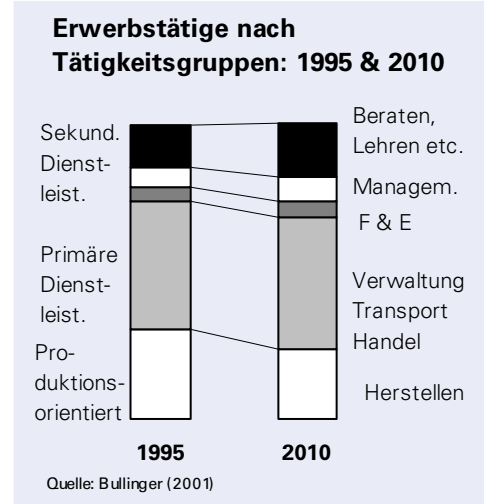 Erwerbstätige nach
Tätigkeitsgruppen: 1995 & 2010
Sekund.
Dienst-
leist.
Primäre
Dienst-
leist.
Pro-
duktions-
orientiert
Beraten,
Lehren etc.
Managem.
F & E
Verwaltung
Transport
Handel
Herstellen
1995
2010
Quelle: Bullinger (2001)